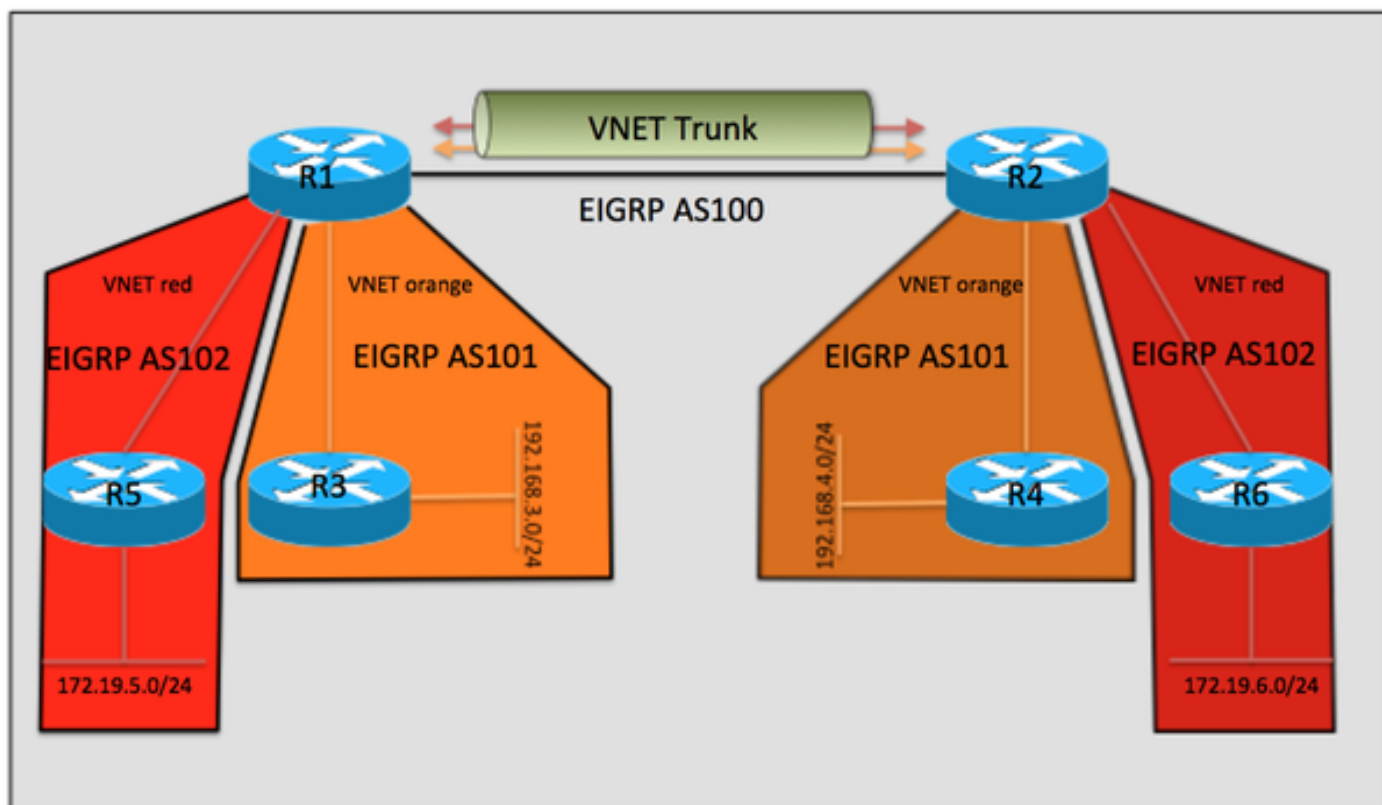 VNET Trunk
R1
R2
EIGRP AS100
VNET red
VNET orange
VNET orange
VNET red
EIGRP AS102
EIGRP AS101
EIGRP AS101
EIGRP AS102
192.168.3.0/24
192.168.4.0/24
R5
R3
R4
R6
172.19.5.0/24
172.19.6.0/24